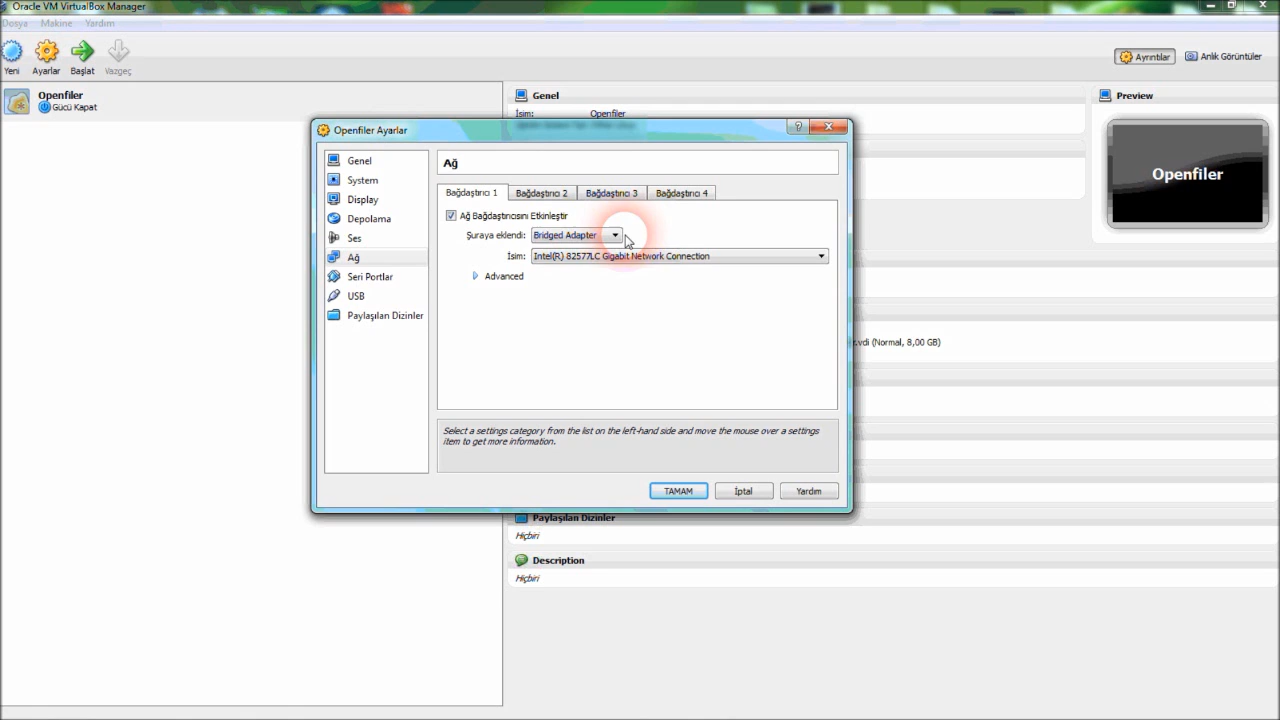 Oracle VM VirtualBox Manager
Dosya Makine Yardım
Yeni Ayarlar Başlat Vazgeç
Ayrıntılar Anlık Görüntüler
Openfiler
Gücü Kapat
Genel
İsim: Openfiler
Preview
Openfiler
Openfiler Ayarlar
Genel
System
Display
Depolama
Ses
Ağ
Seri Portlar
USB
Paylaşılan Dizinler
Ağ
Bağdaştırıcı 1 Bağdaştırıcı 2 Bağdaştırıcı 3 Bağdaştırıcı 4
Ağ Bağdaştırıcısını Etkinleştir
Şuraya eklendi: Bridged Adapter
İsim: Intel(R) 82577LC Gigabit Network Connection
Advanced
Select a settings category from the list on the left-hand side and move the mouse over a settings
item to get more information.
TAMAM İptal Yardım
.vdi (Normal, 8,00 GB)
Paylaşılan Dizinler
Hiçbiri
Description
Hiçbiri